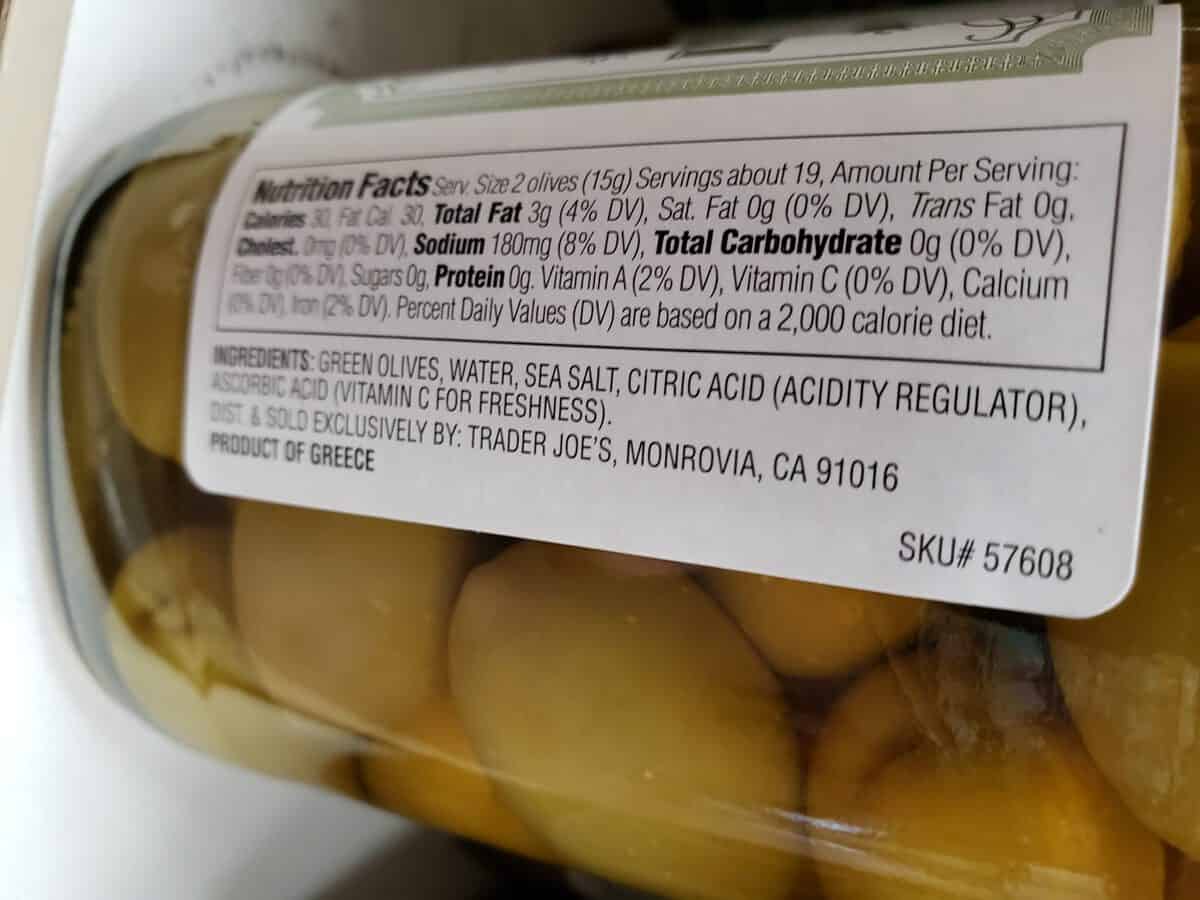 Nutrition Facts Serv. Size 2 olives (15g) Servings about 19, Amount Per Serving:
Calories 30, Fat Cal. 30, Total Fat 3g (4% DV), Sat. Fat 0g (0% DV), Trans Fat 0g,
Cholest. 0mg (0% DV), Sodium 180mg (8% DV), Total Carbohydrate 0g (0% DV),
Fiber 0g (0% DV), Sugars 0g, Protein 0g. Vitamin A (2% DV), Vitamin C (0% DV), Calcium
(0% DV), Iron (2% DV). Percent Daily Values (DV) are based on a 2,000 calorie diet.
INGREDIENTS: GREEN OLIVES, WATER, SEA SALT, CITRIC ACID (ACIDITY REGULATOR),
ASCORBIC ACID (VITAMIN C FOR FRESHNESS).
DIST. & SOLD EXCLUSIVELY BY: TRADER JOE'S, MONROVIA, CA 91016
PRODUCT OF GREECE
SKU# 57608